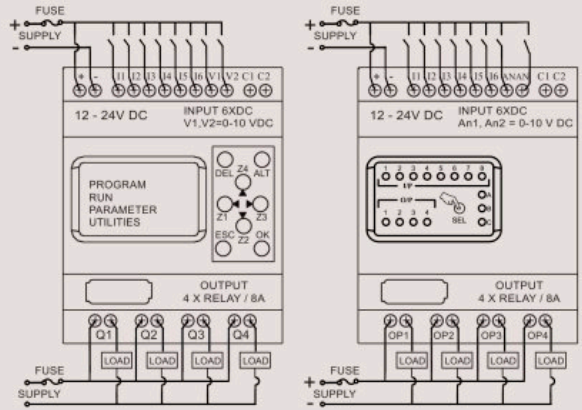 FUSE
+
SUPPLY
-
+ - I1 I2 I3 I4 I5 I6 V1 V2 C1 C2
12 - 24V DC
INPUT 6XDC
V1,V2=0-10 VDC
PROGRAM
RUN
PARAMETER
UTILITIES
DEL Z4 ALT
Z1 Z3
ESC Z2 OK
OUTPUT
4 X RELAY / 8A
Q1 Q2 Q3 Q4
LOAD LOAD LOAD LOAD
FUSE
SUPPLY
FUSE
+
SUPPLY
-
+ - I1 I2 I3 I4 I5 I6 AN AN C1 C2
12 - 24V DC
INPUT 6XDC
An1, An2 = 0-10 V DC
1 2 3 4 5 6 7 8
I/P
O/P
1 2 3 4
SEL
A
B
C
OUTPUT
4 X RELAY / 8A
OP1 OP2 OP3 OP4
LOAD LOAD LOAD LOAD
FUSE
+
SUPPLY
-